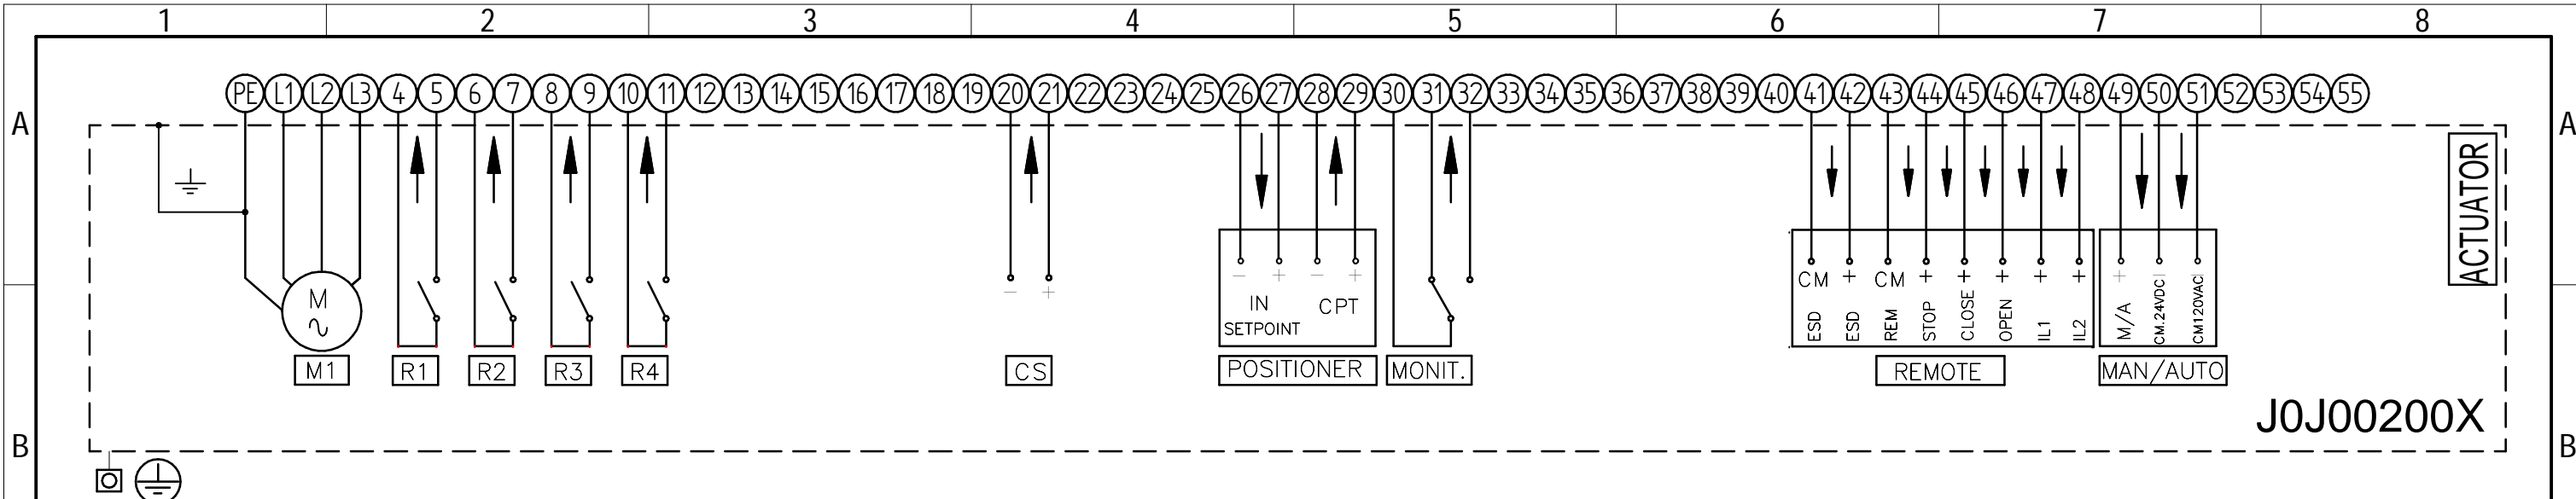 1 2 3 4 5 6 7 8
PE L1 L2 L3 4 5 6 7 8 9 10 11 12 13 14 15 16 17 18 19 20 21 22 23 24 25 26 27 28 29 30 31 32 33 34 35 36 37 38 39 40 41 42 43 44 45 46 47 48 49 50 51 52 53 54 55
A A
ACTUATOR
- + - + - + CM + CM + + + + + +
M
IN CPT
SETPOINT
ESD ESD REM STOP CLOSE OPEN IL1 IL2 M/A CM.24VDC CM120VAC
M1 R1 R2 R3 R4 CS POSITIONER MONIT. REMOTE MAN/AUTO
J0J00200X
B B